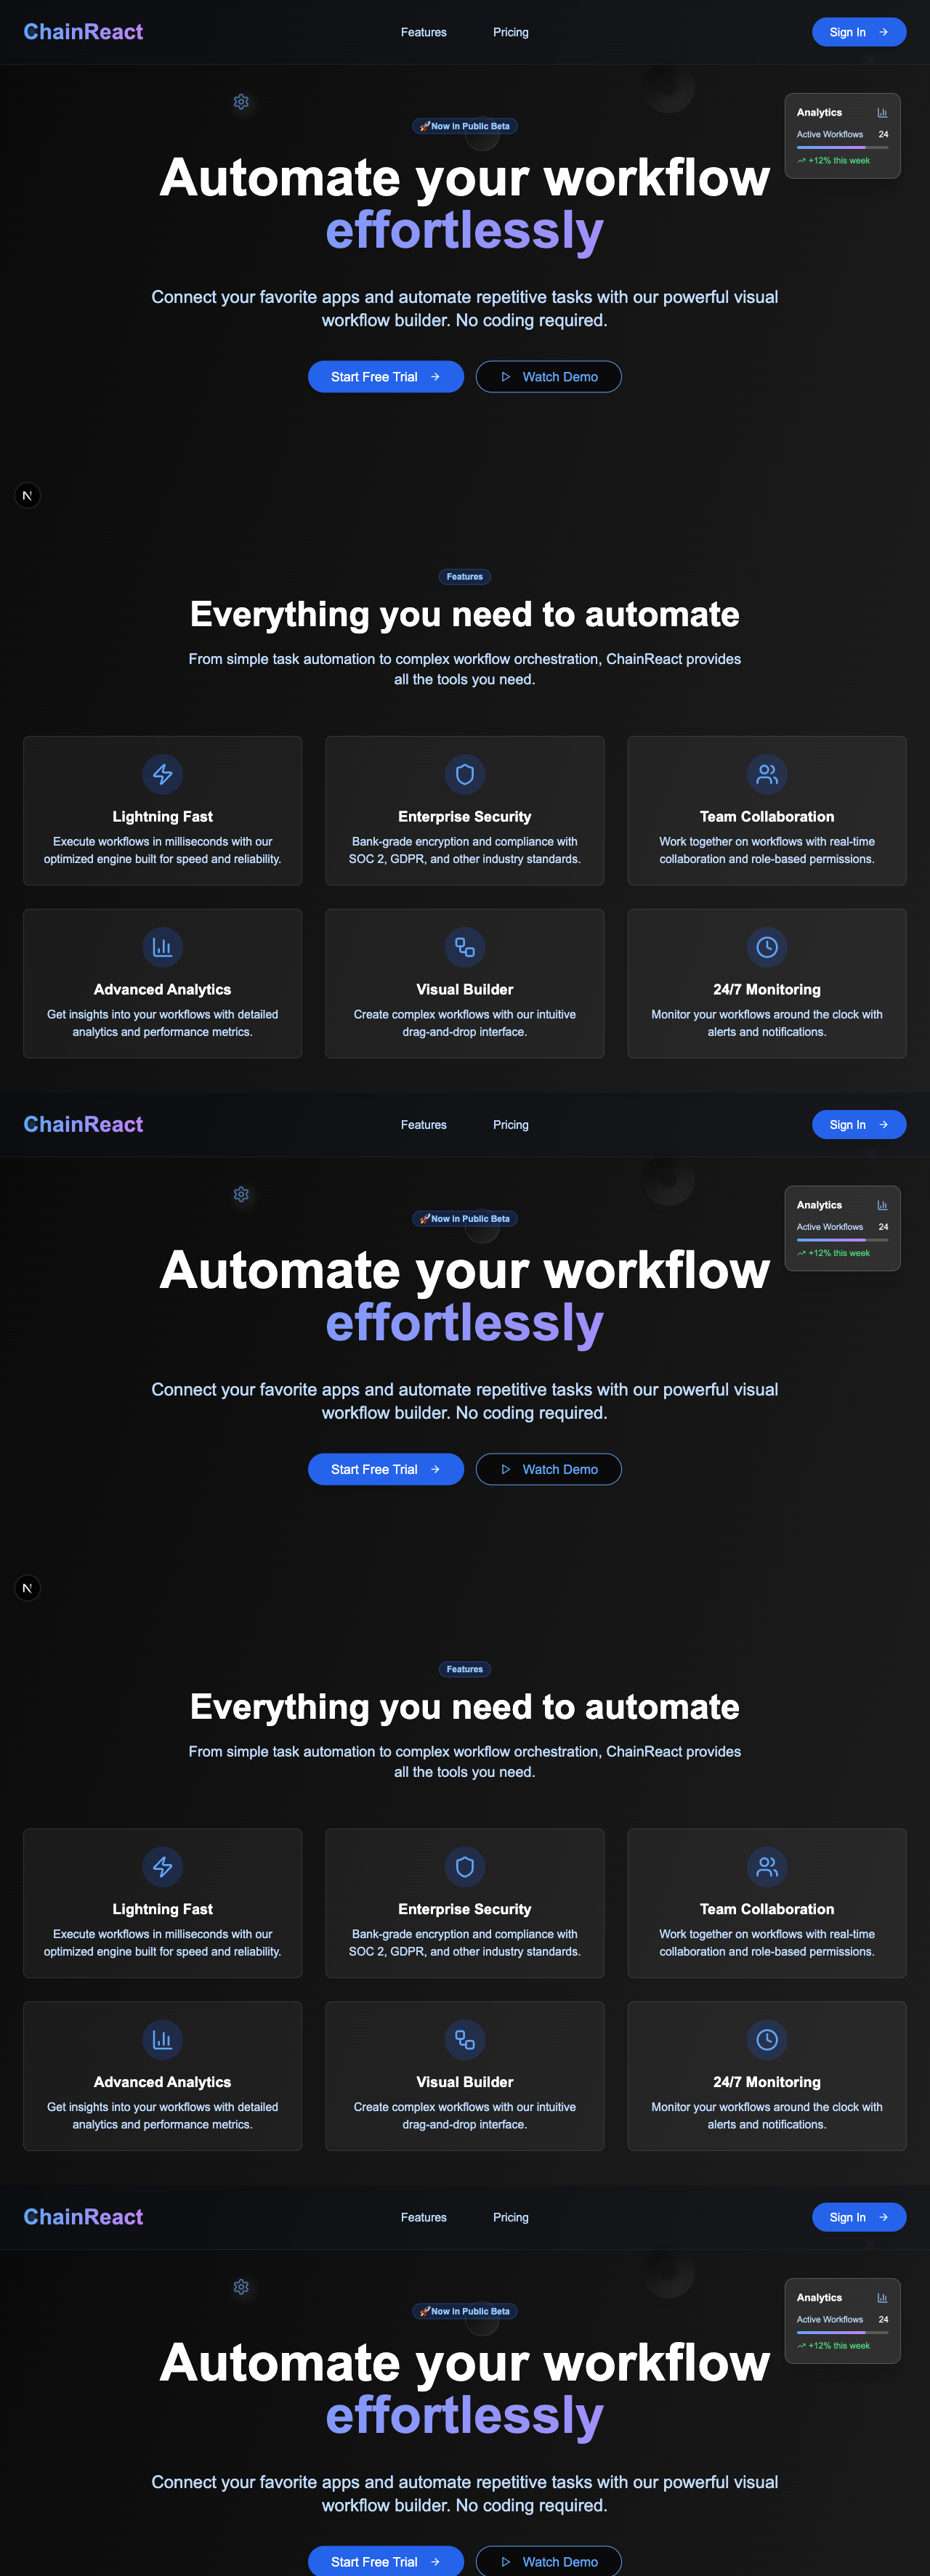 ChainReact
Features
Pricing
Sign In
🚀Now in Public Beta
Analytics
Active Workflows 24
+12% this week
Automate your workflow
effortlessly
Connect your favorite apps and automate repetitive tasks with our powerful visual
workflow builder. No coding required.
Start Free Trial
Watch Demo
N
Features
Everything you need to automate
From simple task automation to complex workflow orchestration, ChainReact provides
all the tools you need.
Lightning Fast
Execute workflows in milliseconds with our
optimized engine built for speed and reliability.
Enterprise Security
Bank-grade encryption and compliance with
SOC 2, GDPR, and other industry standards.
Team Collaboration
Work together on workflows with real-time
collaboration and role-based permissions.
Advanced Analytics
Get insights into your workflows with detailed
analytics and performance metrics.
Visual Builder
Create complex workflows with our intuitive
drag-and-drop interface.
24/7 Monitoring
Monitor your workflows around the clock with
alerts and notifications.
ChainReact
Features
Pricing
Sign In
🚀Now in Public Beta
Analytics
Active Workflows 24
+12% this week
Automate your workflow
effortlessly
Connect your favorite apps and automate repetitive tasks with our powerful visual
workflow builder. No coding required.
Start Free Trial
Watch Demo
N
Features
Everything you need to automate
From simple task automation to complex workflow orchestration, ChainReact provides
all the tools you need.
Lightning Fast
Execute workflows in milliseconds with our
optimized engine built for speed and reliability.
Enterprise Security
Bank-grade encryption and compliance with
SOC 2, GDPR, and other industry standards.
Team Collaboration
Work together on workflows with real-time
collaboration and role-based permissions.
Advanced Analytics
Get insights into your workflows with detailed
analytics and performance metrics.
Visual Builder
Create complex workflows with our intuitive
drag-and-drop interface.
24/7 Monitoring
Monitor your workflows around the clock with
alerts and notifications.
ChainReact
Features
Pricing
Sign In
🚀Now in Public Beta
Analytics
Active Workflows 24
+12% this week
Automate your workflow
effortlessly
Connect your favorite apps and automate repetitive tasks with our powerful visual
workflow builder. No coding required.
Start Free Trial
Watch Demo